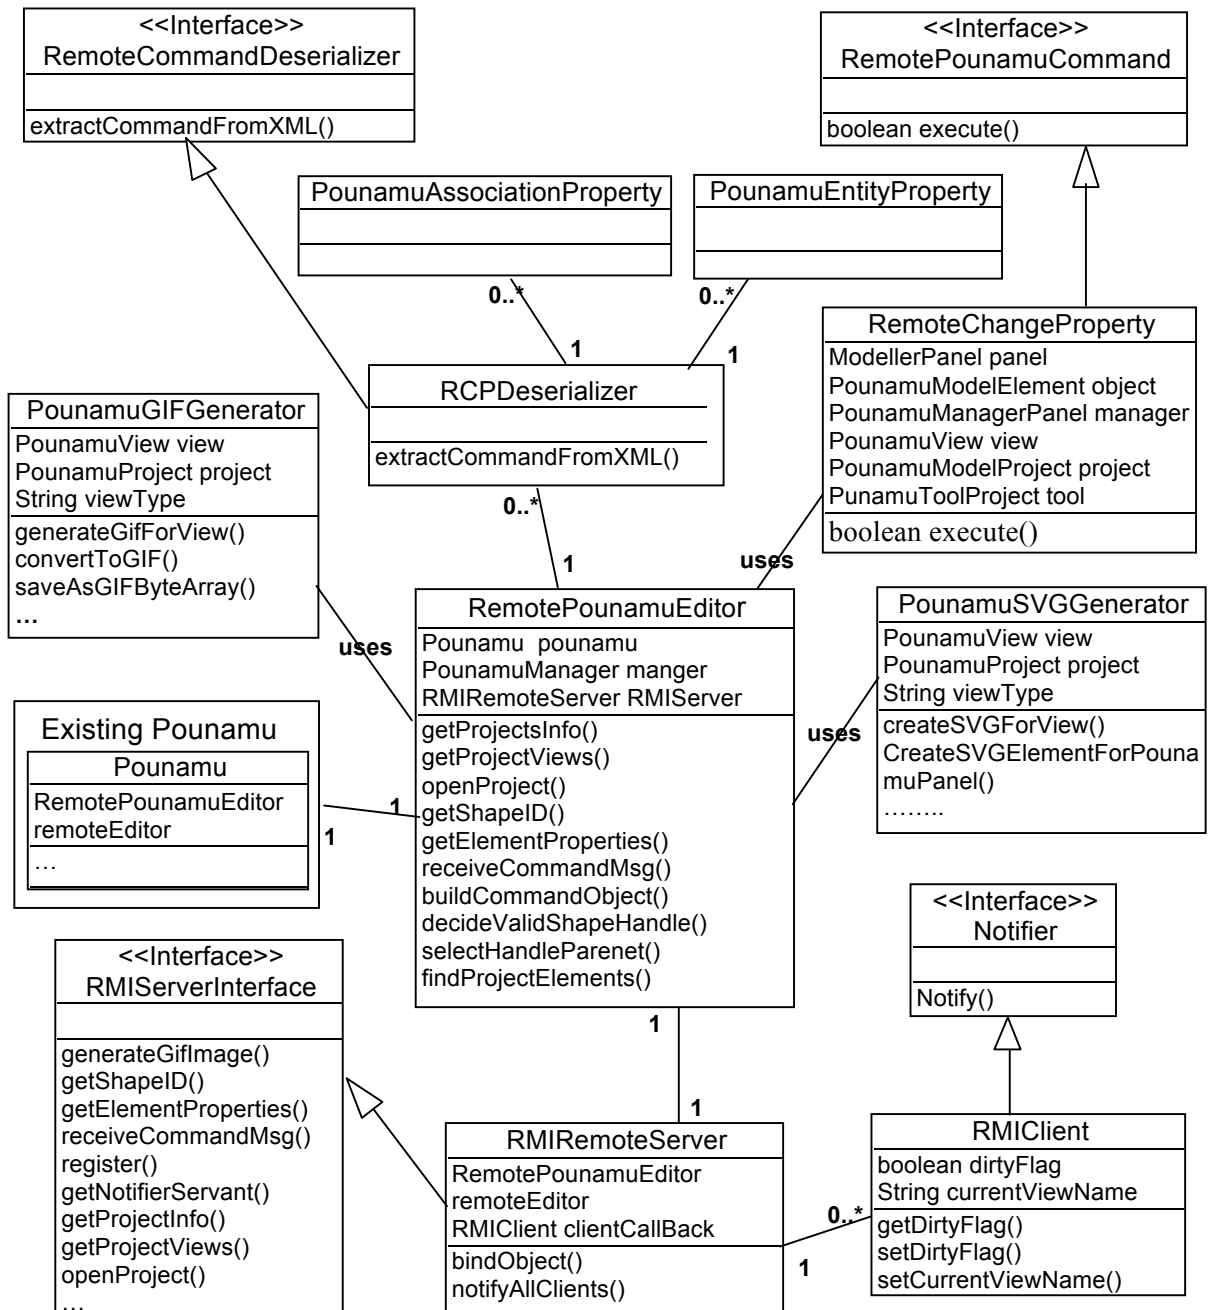 <<Interface>>
RemoteCommandDeserializer
extractCommandFromXML()
<<Interface>>
RemotePounamuCommand
boolean execute()
PounamuAssociationProperty
PounamuEntityProperty
0..*
0..*
1
1
RemoteChangeProperty
ModellerPanel panel
PounamuModelElement object
PounamuManagerPanel manager
PounamuView view
PounamuModelProject project
PunamuToolProject tool
boolean execute()
RCPDeserializer
extractCommandFromXML()
0..*
1
PounamuGIFGenerator
PounamuView view
PounamuProject project
String viewType
generateGifForView()
convertToGIF()
saveAsGIFByteArray()
...
uses
uses
RemotePounamuEditor
Pounamu pounamu
PounamuManager manger
RMIRemoteServer RMIServer
getProjectsInfo()
getProjectViews()
openProject()
getShapeID()
getElementProperties()
receiveCommandMsg()
buildCommandObject()
decideValidShapeHandle()
selectHandleParenet()
findProjectElements()
PounamuSVGGenerator
PounamuView view
PounamuProject project
String viewType
createSVGForView()
CreateSVGElementForPouna
muPanel()
........
uses
Existing Pounamu
Pounamu
RemotePounamuEditor
remoteEditor
...
1
1
<<Interface>>
Notifier
Notify()
<<Interface>>
RMIServerInterface
generateGifImage()
getShapeID()
getElementProperties()
receiveCommandMsg()
register()
getNotifierServant()
getProjectInfo()
getProjectViews()
openProject()
...
1
1
RMIRemoteServer
RemotePounamuEditor
remoteEditor
RMIClient clientCallBack
bindObject()
notifyAllClients()
0..*
1
RMIClient
boolean dirtyFlag
String currentViewName
getDirtyFlag()
setDirtyFlag()
setCurrentViewName()